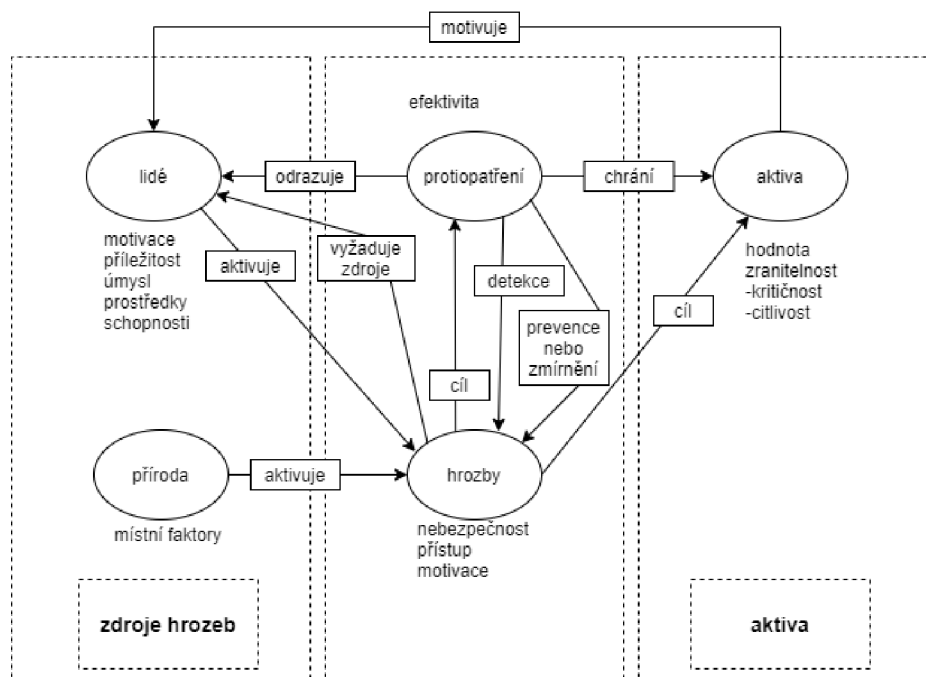 motivuje
efektivita
lidé
odrazuje
protiopatření
chrání
aktiva
motivace
příležitost
úmysl
prostředky
schopnosti
aktivuje
vyžaduje
zdroje
detekce
hodnota
zranitelnost
-kritičnost
-citlivost
cíl
prevence
nebo
zmírnění
cíl
příroda
aktivuje
hrozby
místní faktory
nebezpečnost
přístup
motivace
zdroje hrozeb
aktiva